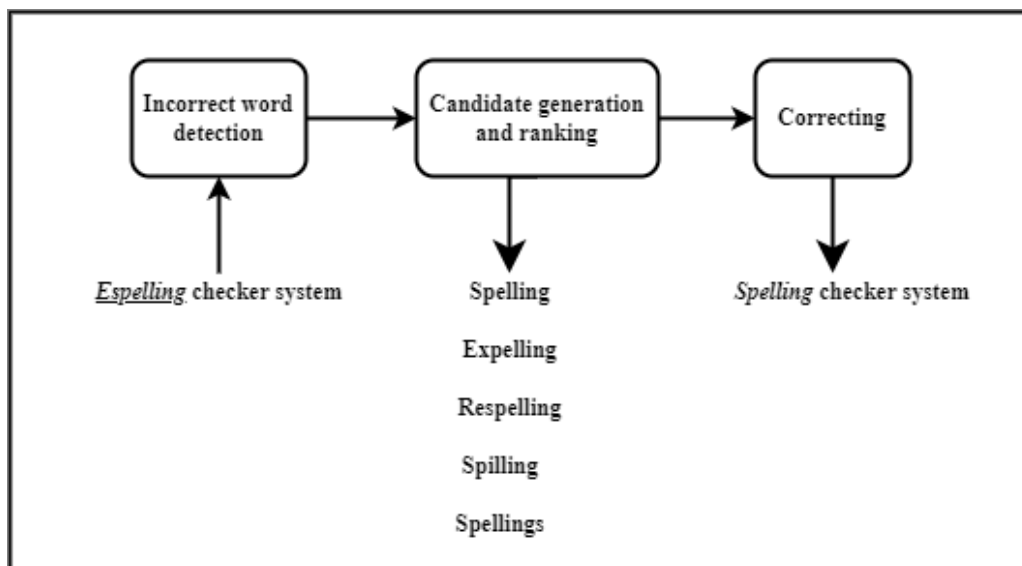 Incorrect word
detection
Candidate generation
and ranking
Correcting
Espelling checker system
Spelling
Expelling
Respelling
Spilling
Spellings
Spelling checker system